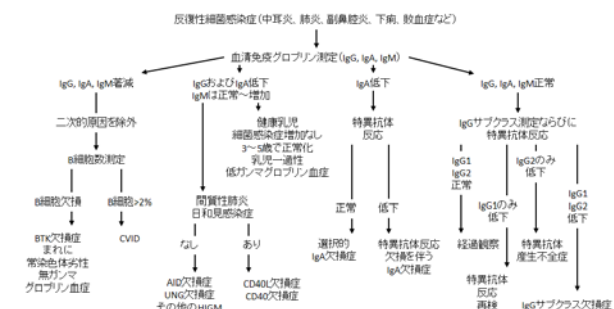 反復性細菌感染症(中耳炎、肺炎、副鼻腔炎、下痢、敗血症など)
血清免疫グロブリン測定(IgG, IgA, IgM)
IgG, IgA, IgM著減
IgGおよびIgA低下
IgMは正常～増加
IgA低下
IgG, IgA, IgM正常
二次的原因を除外
健康乳児
細菌感染症増加なし
3～5歳で正常化
乳児一過性
低ガンマグロブリン血症
特異抗体
反応
IgGサブクラス測定ならびに
特異抗体反応
B細胞数測定
IgG1
IgG2
正常
IgG2のみ
低下
B細胞欠損
B細胞>2%
間質性肺炎
日和見感染症
正常
低下
IgG1のみ
低下
IgG1
IgG2
低下
BTK欠損症
まれに
常染色体劣性
無ガンマ
グロブリン血症
CVID
なし
あり
選択的
IgA欠損症
特異抗体反応
欠損を伴う
IgA欠損症
経過観察
特異抗体
産生不全症
AID欠損症
UNG欠損症
その他のHIGM
CD40L欠損症
CD40欠損症
特異抗体
反応
再検
IgGサブクラス欠損症